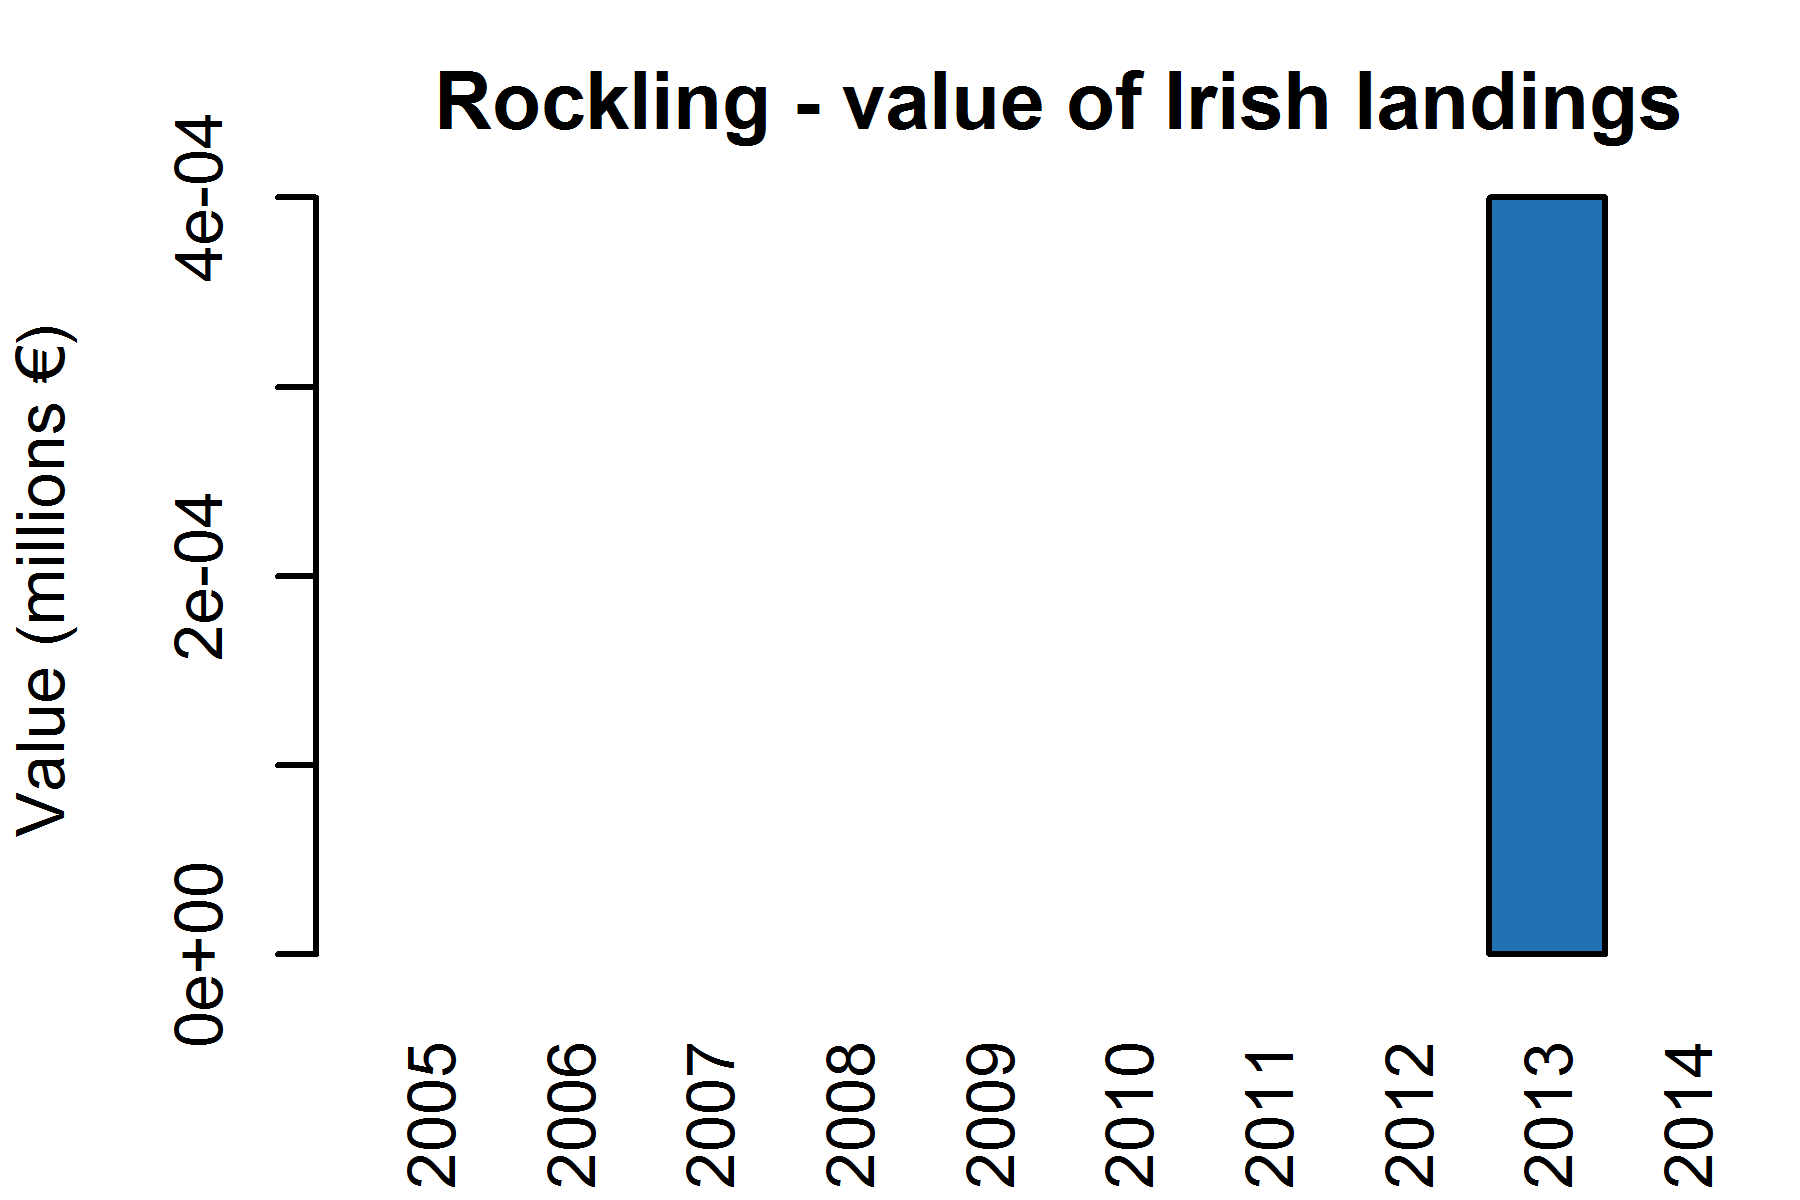 Rockling - value of Irish landings
Value (millions €)
4e-04
2e-04
0e+00
2005
2006
2007
2008
2009
2010
2011
2012
2013
2014